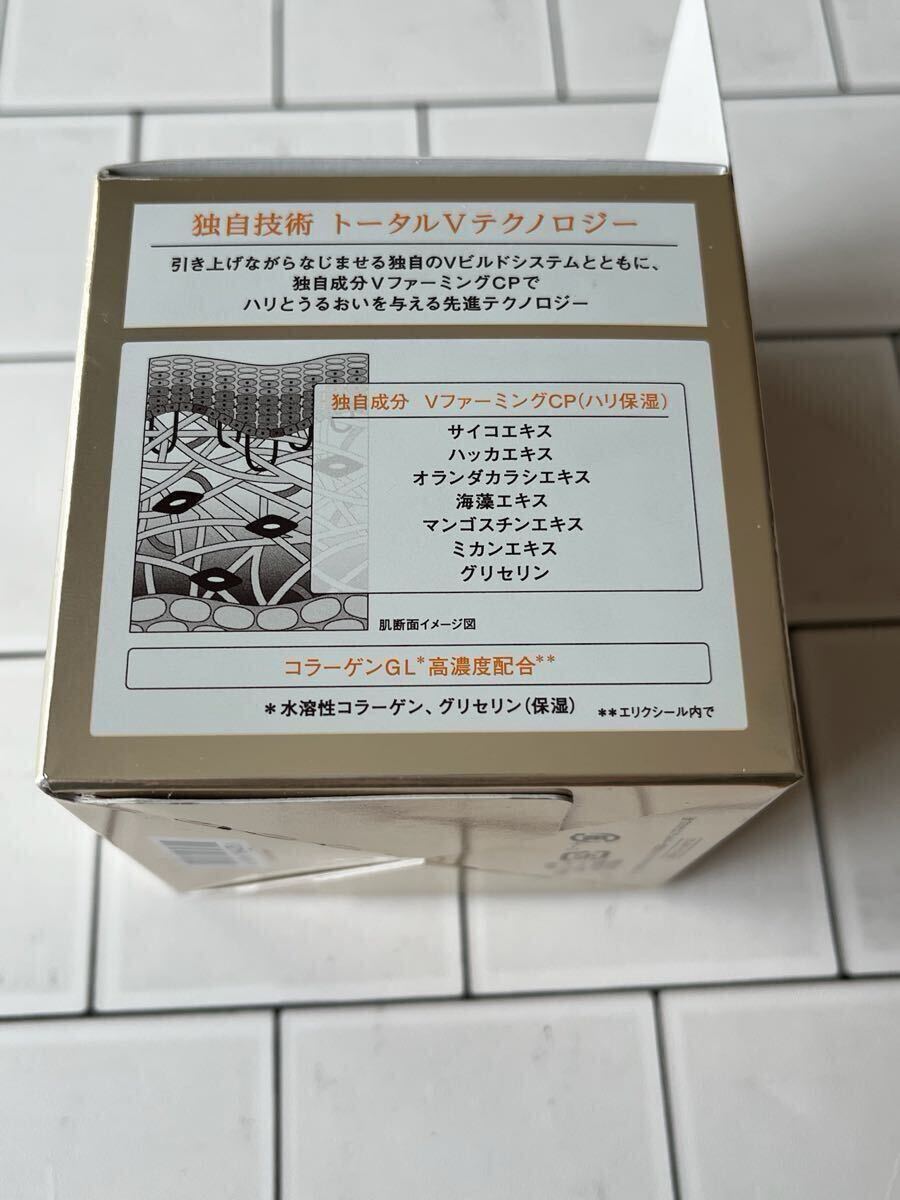 独自技術 トータルVテクノロジー
引き上げながらなじませる独自のVビルドシステムとともに、
独自成分VファーミングCPで
ハリとうるおいを与える先進テクノロジー
独自成分 VファーミングCP(ハリ保湿)
サイコエキス
ハッカエキス
オランダカラシエキス
海藻エキス
マンゴスチンエキス
ミカンエキス
グリセリン
肌断面イメージ図
コラーゲンGL*高濃度配合**
*水溶性コラーゲン、グリセリン(保湿) **エリクシール内で